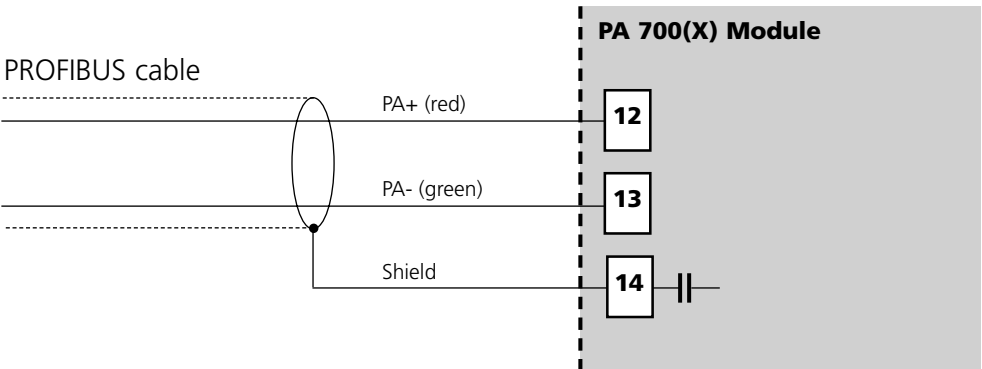 PA 700(X) Module
PROFIBUS cable
PA+ (red)
12
PA- (green)
13
Shield
14